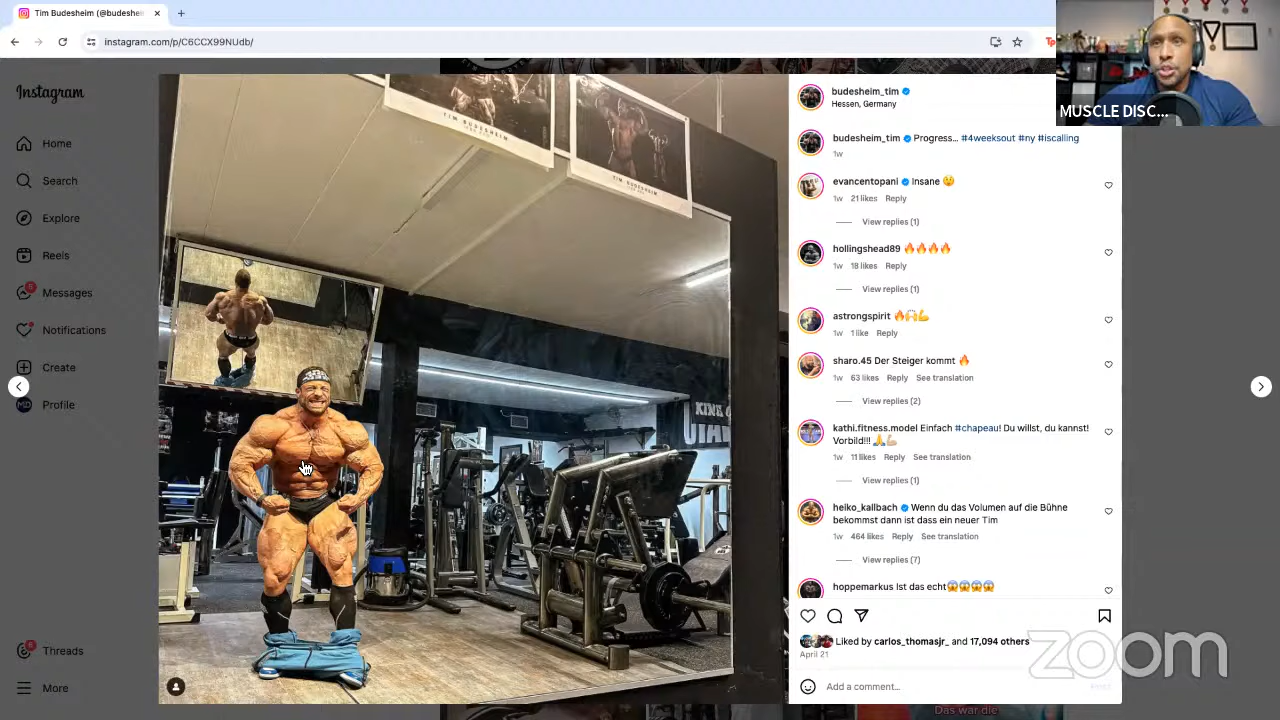 Tim Budesheim (@budeshei
instagram.com/p/C6CCX99NUdb/
MUSCLE DISC...
Instagram
Home
Search
Explore
Reels
6
Messages
Notifications
Create
Profile
6
Threads
More
TIM BUDESHEIM
TIM BUDESHEIM
KING
budesheim_tim
Hessen, Germany
budesheim_tim Progress... #4weeksout #ny #iscalling
1w
evancentopani Insane 😯
1w 21 likes Reply
View replies (1)
hollingshead89 🔥🔥🔥🔥
1w 18 likes Reply
View replies (1)
astrongspirit 🔥🙌💪
1w 1 like Reply
sharo.45 Der Steiger kommt 🔥
1w 63 likes Reply See translation
View replies (2)
kathi.fitness.model Einfach #chapeau! Du willst, du kannst!
Vorbild!!! 🙏💪🏼
1w 11 likes Reply See translation
View replies (1)
heiko_kallbach Wenn du das Volumen auf die Bühne
bekommst dann ist dass ein neuer Tim
1w 464 likes Reply See translation
View replies (7)
hoppemarkus Ist das echt😱😱😱😱
Liked by carlos_thomasjr_ and 17,094 others
April 21
Add a comment...
Post
zoom
Das war die